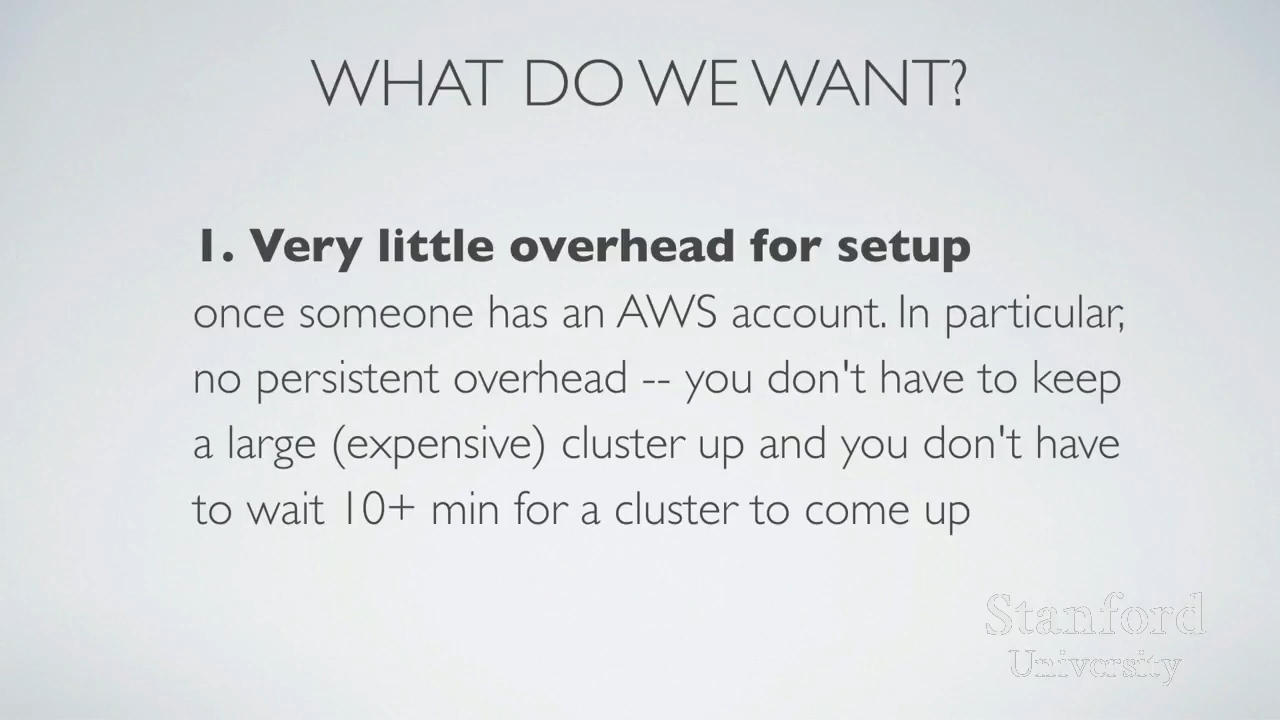 WHAT DO WE WANT?
1. Very little overhead for setup
once someone has an AWS account. In particular,
no persistent overhead -- you don't have to keep
a large (expensive) cluster up and you don't have
to wait 10+ min for a cluster to come up
Stanford
University